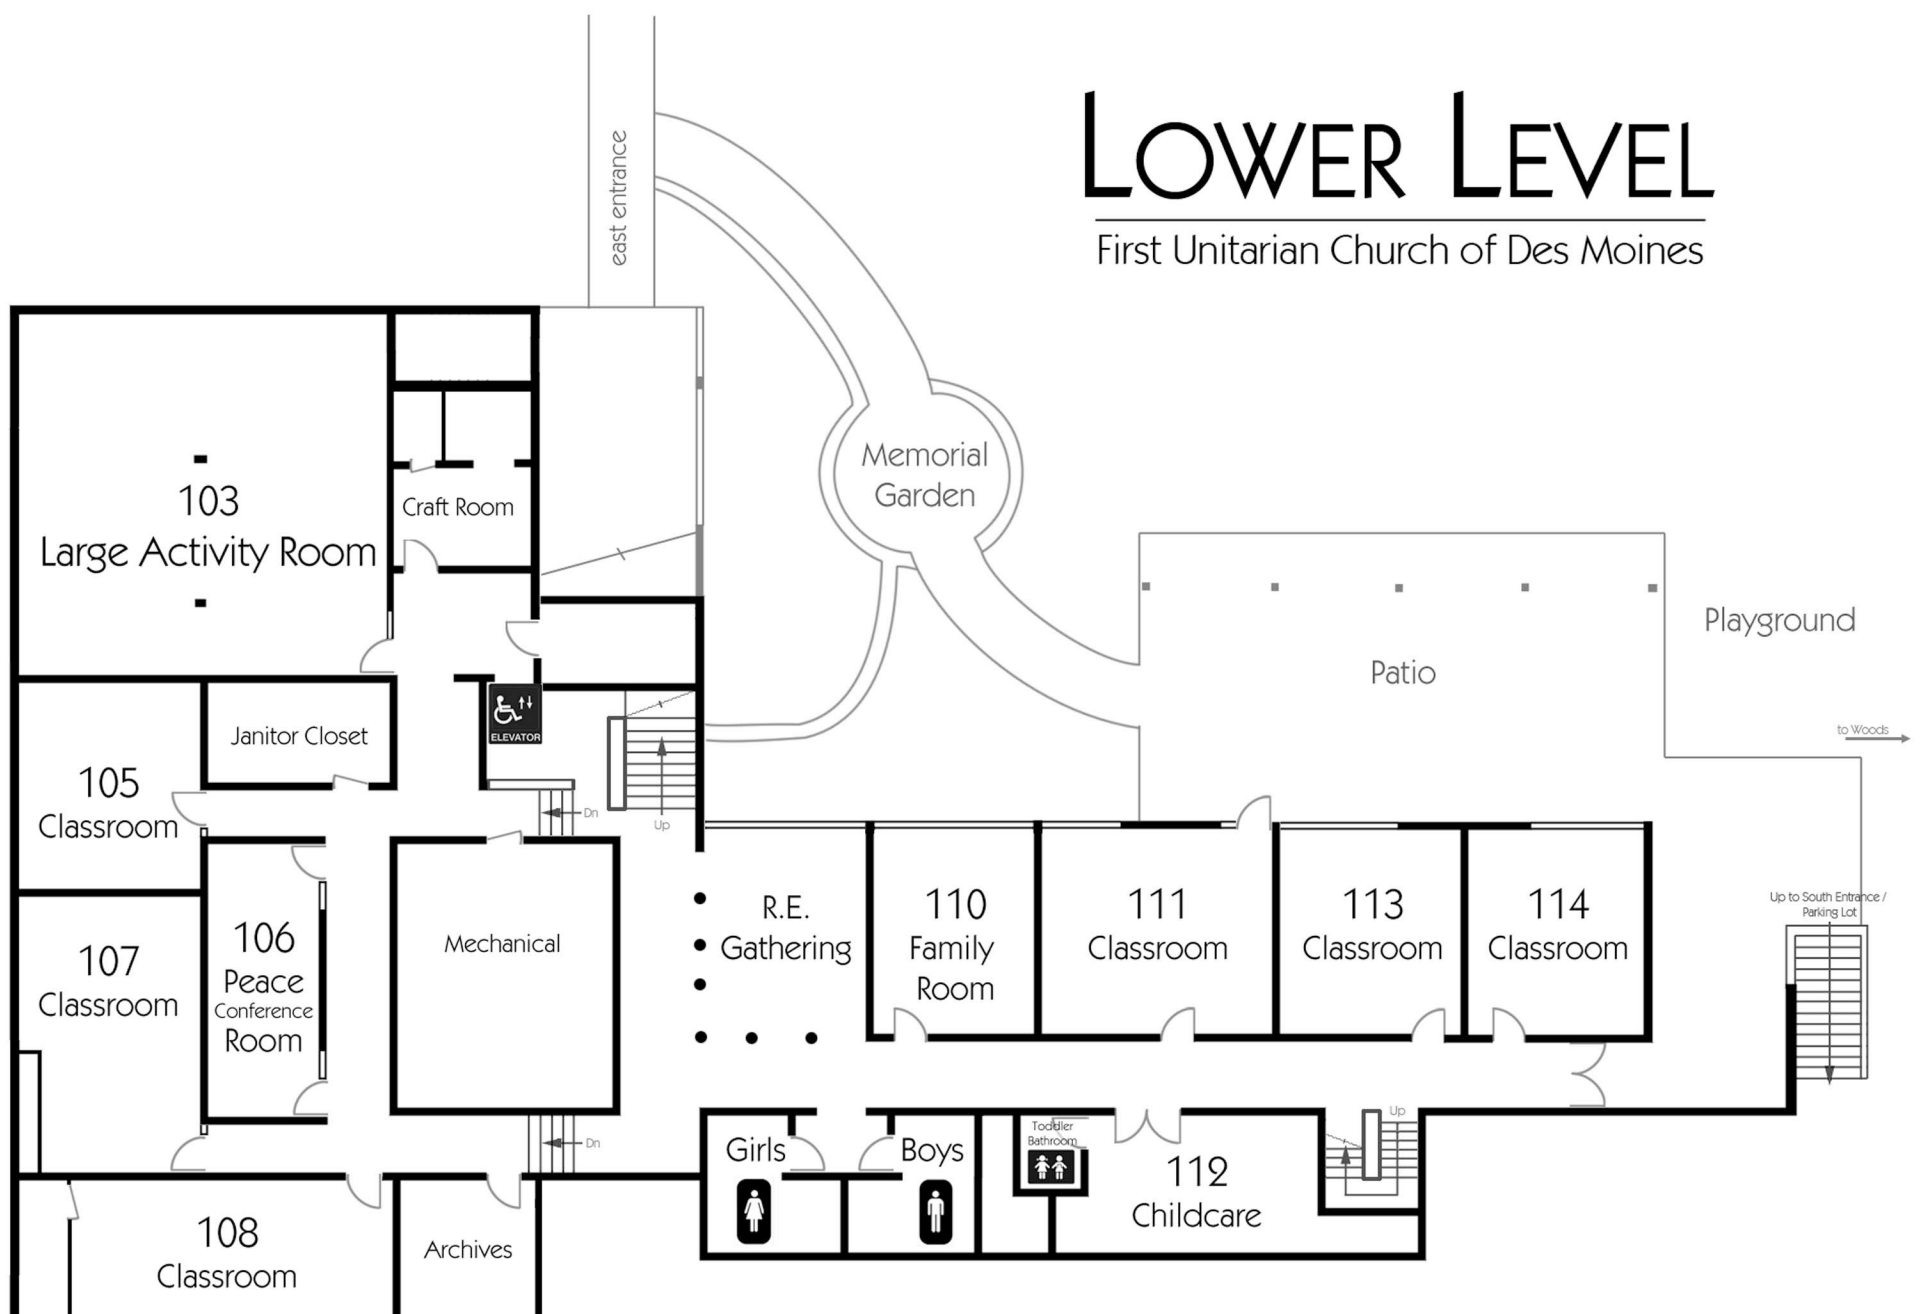 LOWER LEVEL
First Unitarian Church of Des Moines
east entrance
Memorial
Garden
103
Large Activity Room
Craft Room
Playground
Patio
to Woods
ELEVATOR
Janitor Closet
105
Classroom
Dn
Up
107
Classroom
106
Peace
Conference
Room
Mechanical
R.E.
Gathering
110
Family
Room
111
Classroom
113
Classroom
114
Classroom
Up to South Entrance /
Parking Lot
Dn
Girls
Boys
Toddler
Bathroom
112
Childcare
Up
108
Classroom
Archives